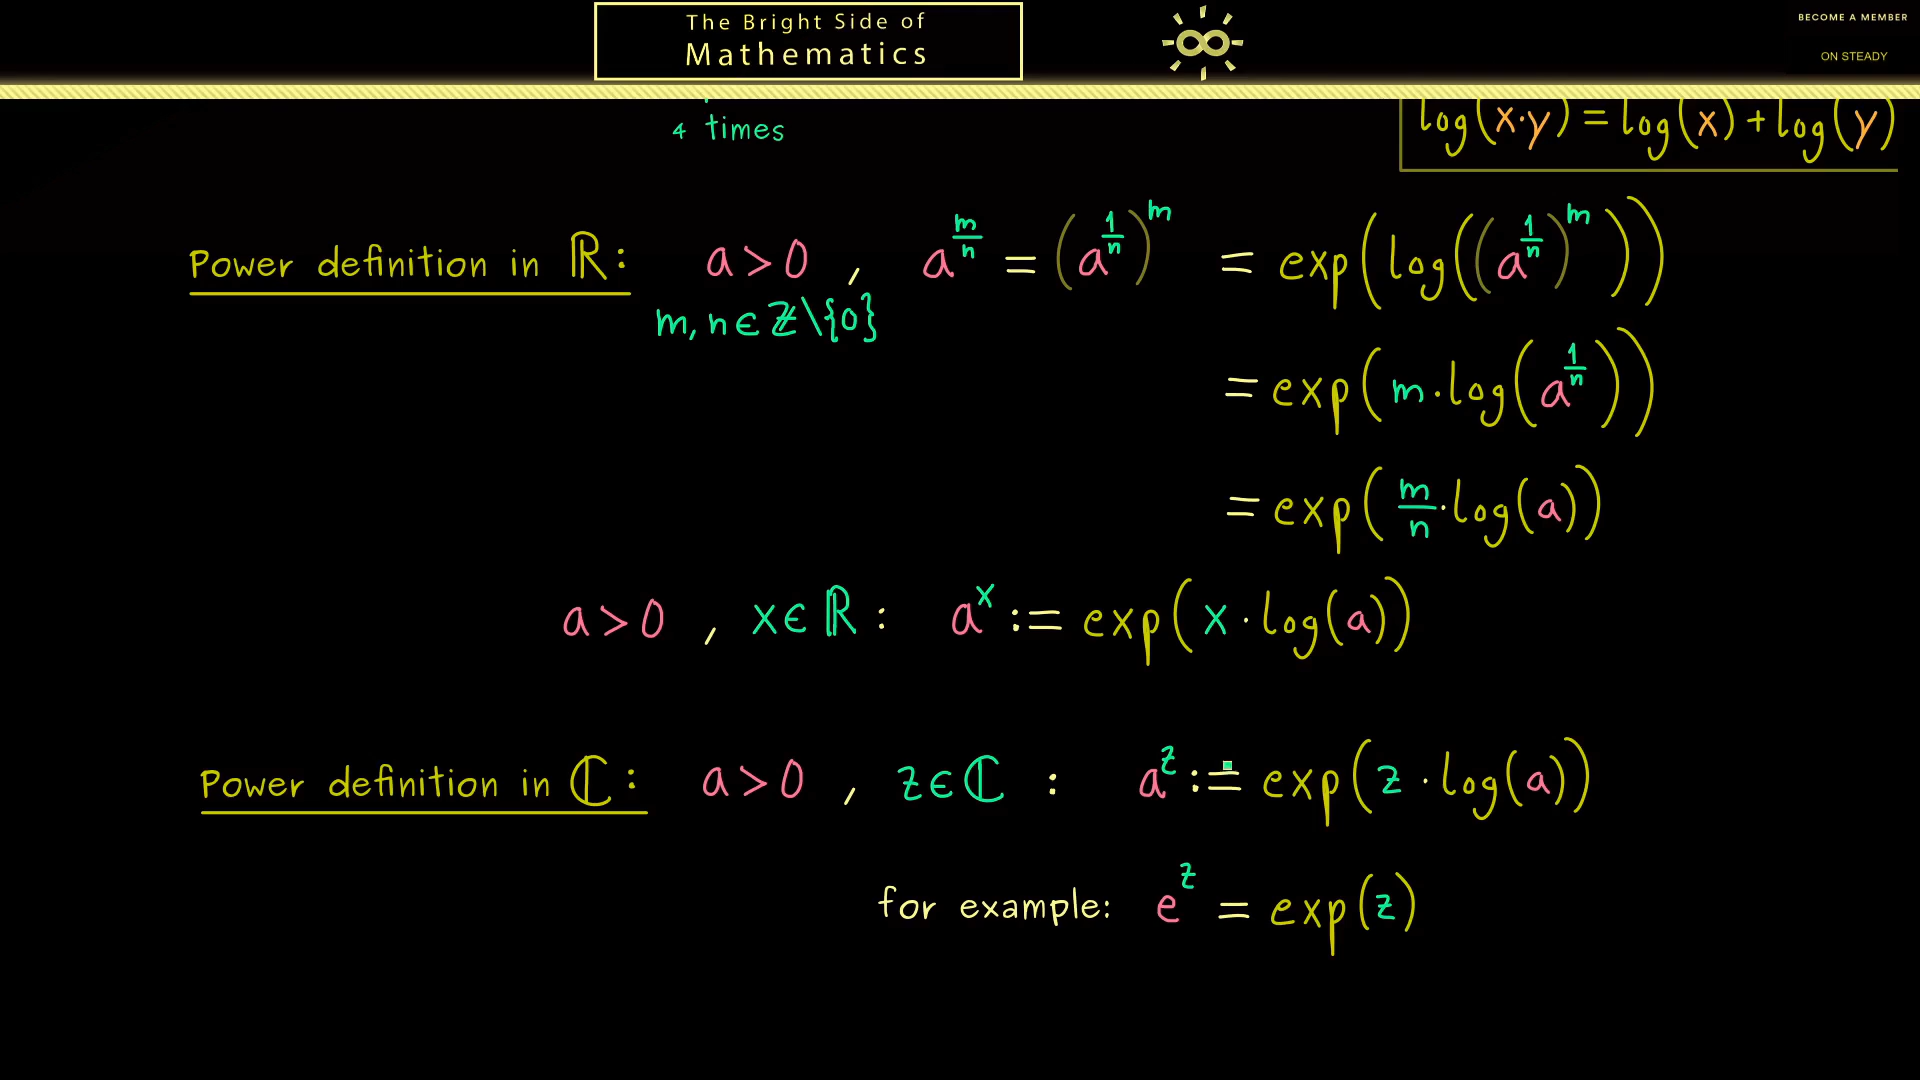 The Bright Side of
Mathematics
BECOME A MEMBER
ON STEADY
4 times
log(x·y) = log(x) + log(y)
Power definition in ℝ: a > 0 , a^{m/n} = (a^{1/n})^m = exp(log((a^{1/n})^m))
m, n ∈ ℤ\{0}
= exp(m·log(a^{1/n}))
= exp(m/n·log(a))
a > 0 , x ∈ ℝ : a^x := exp(x·log(a))
Power definition in ℂ: a > 0 , z ∈ ℂ : a^z := exp(z·log(a))
for example: e^z = exp(z)